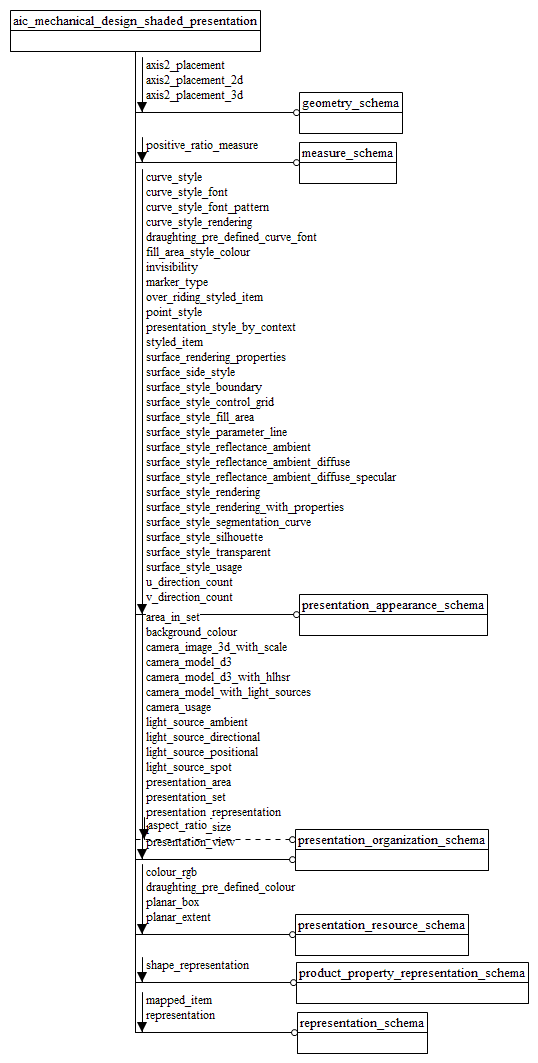 aic_mechanical_design_shaded_presentation
axis2_placement
axis2_placement_2d
axis2_placement_3d
geometry_schema
positive_ratio_measure
measure_schema
curve_style
curve_style_font
curve_style_font_pattern
curve_style_rendering
draughting_pre_defined_curve_font
fill_area_style_colour
invisibility
marker_type
over_riding_styled_item
point_style
presentation_style_by_context
styled_item
surface_rendering_properties
surface_side_style
surface_style_boundary
surface_style_control_grid
surface_style_fill_area
surface_style_parameter_line
surface_style_reflectance_ambient
surface_style_reflectance_ambient_diffuse
surface_style_reflectance_ambient_diffuse_specular
surface_style_rendering
surface_style_rendering_with_properties
surface_style_segmentation_curve
surface_style_silhouette
surface_style_transparent
surface_style_usage
u_direction_count
v_direction_count
presentation_appearance_schema
area_in_set
background_colour
camera_image_3d_with_scale
camera_model_d3
camera_model_d3_with_hlhsr
camera_model_with_light_sources
camera_usage
light_source_ambient
light_source_directional
light_source_positional
light_source_spot
presentation_area
presentation_set
presentation_representation
aspect_ratio
_size
presentation_view
presentation_organization_schema
colour_rgb
draughting_pre_defined_colour
planar_box
planar_extent
presentation_resource_schema
shape_representation
product_property_representation_schema
mapped_item
representation
representation_schema